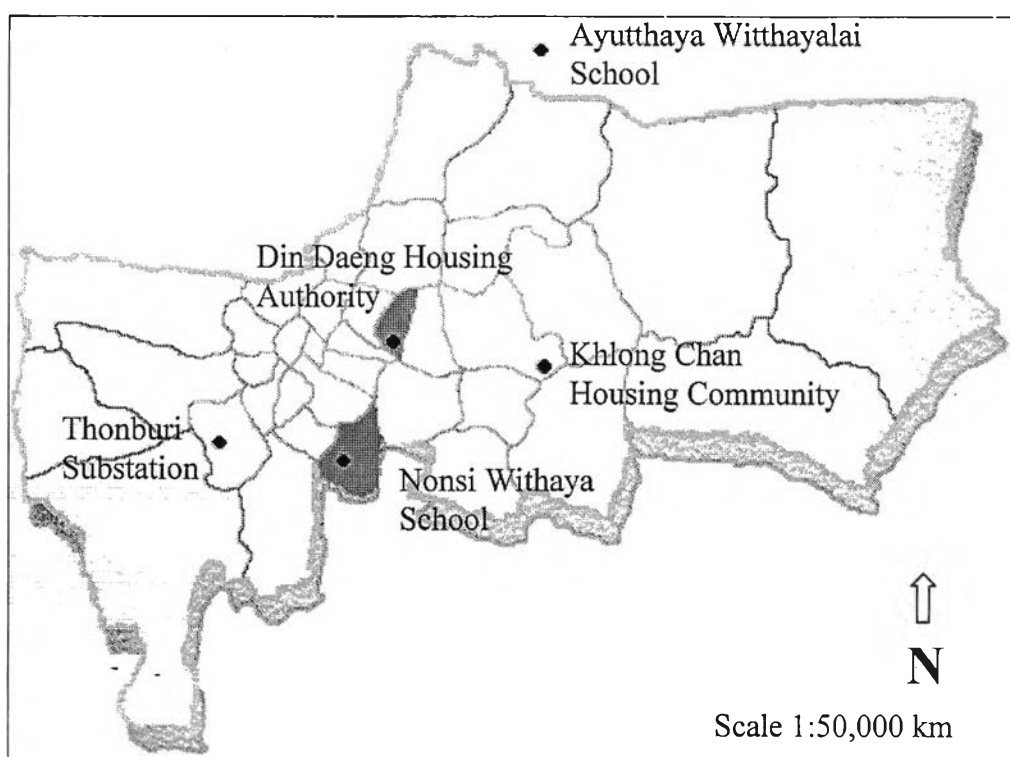 Ayutthaya Witthayalai
School
Din Daeng Housing
Authority
Khlong Chan
Housing Community
Thonburi
Substation
Nonsi Withaya
School
N
Scale 1:50,000 km